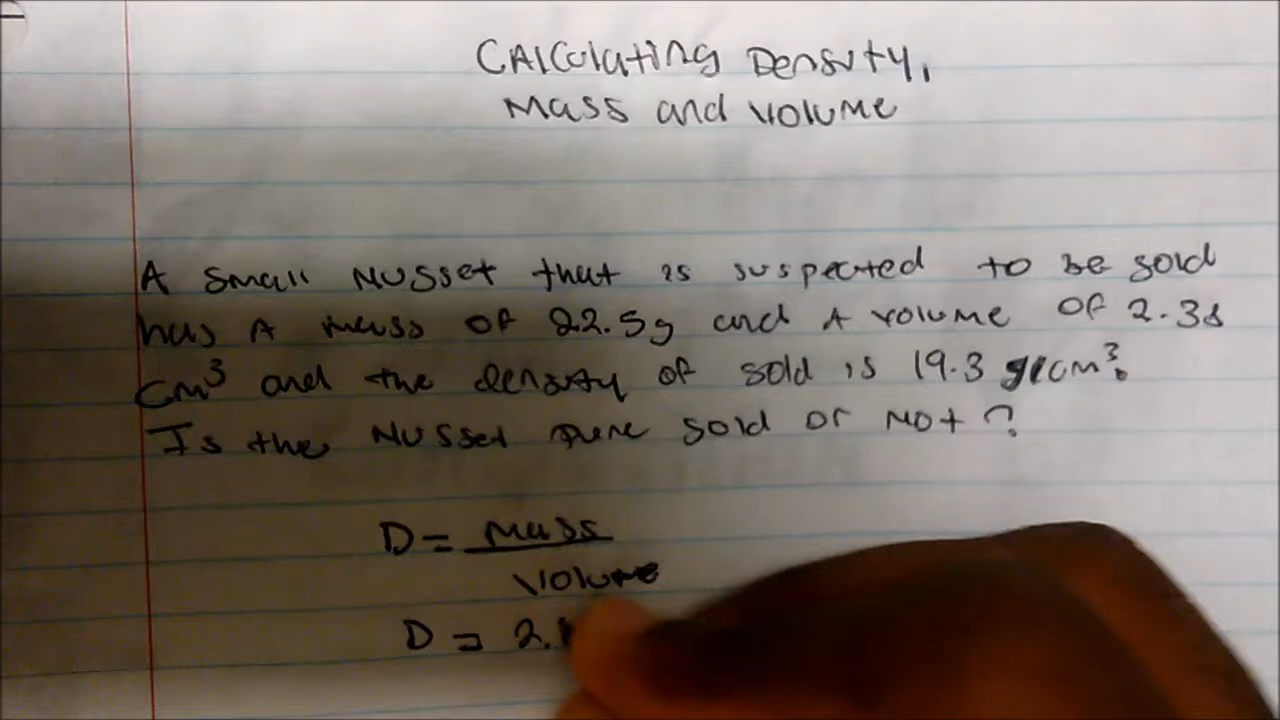 CALCulating Density,
Mass and volume
A small Nugget that is suspected to be gold
has A mass of 22.5g and A volume of 2.38
cm³ and the density of gold is 19.3 g/cm³.
Is the Nugget pure gold or Not?
D = Mass
Volume
D = 2.